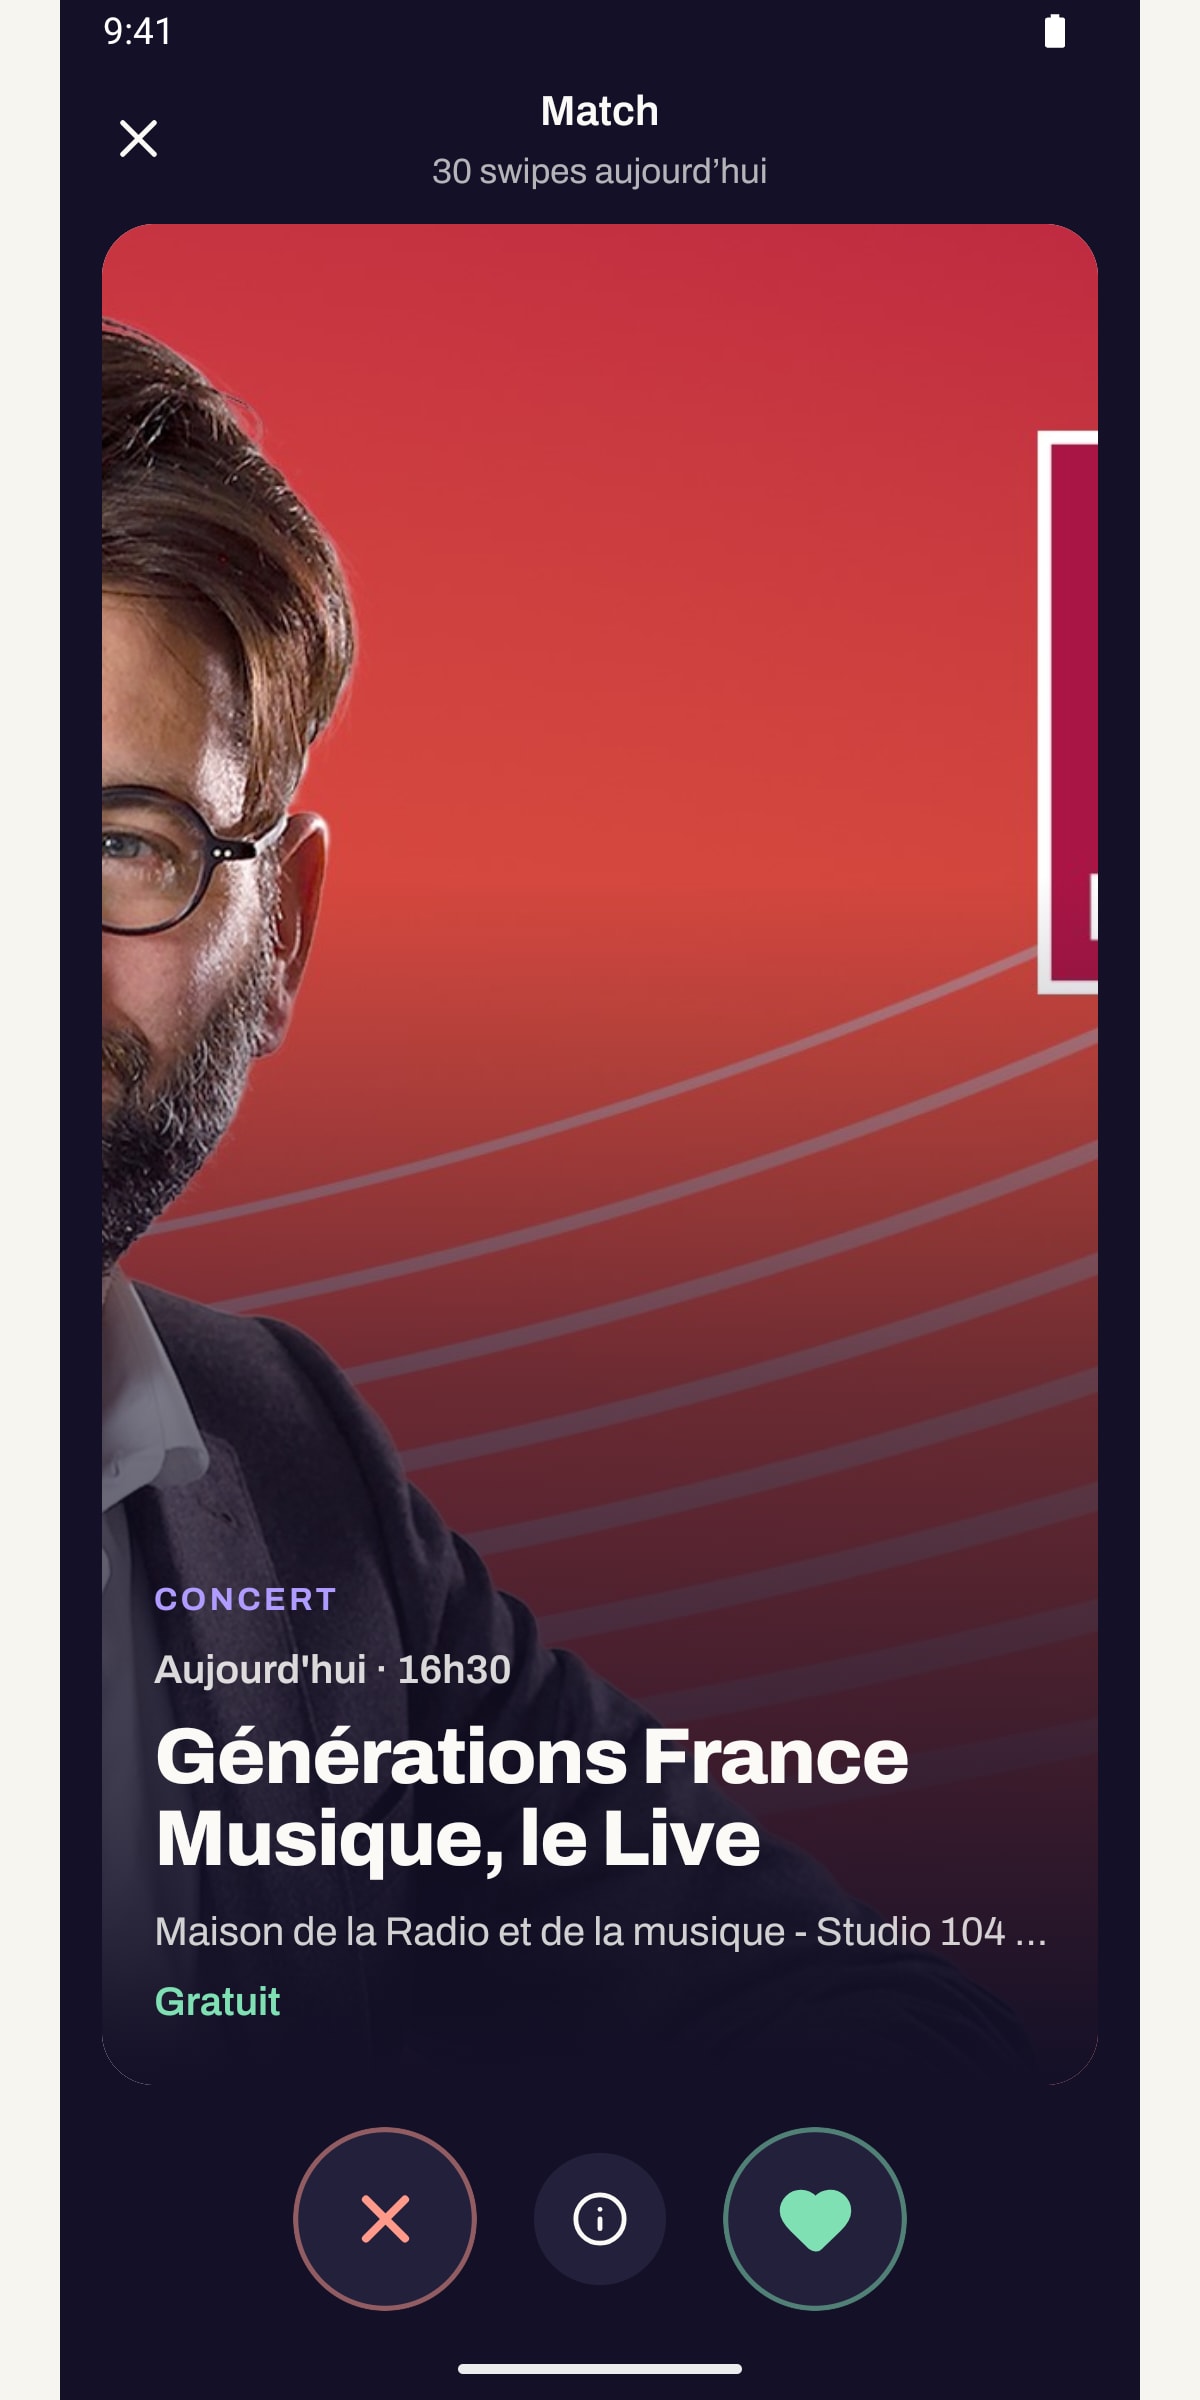 9:41
Match
30 swipes aujourd’hui
CONCERT
Aujourd'hui · 16h30
Générations France
Musique, le Live
Maison de la Radio et de la musique - Studio 104 ...
Gratuit